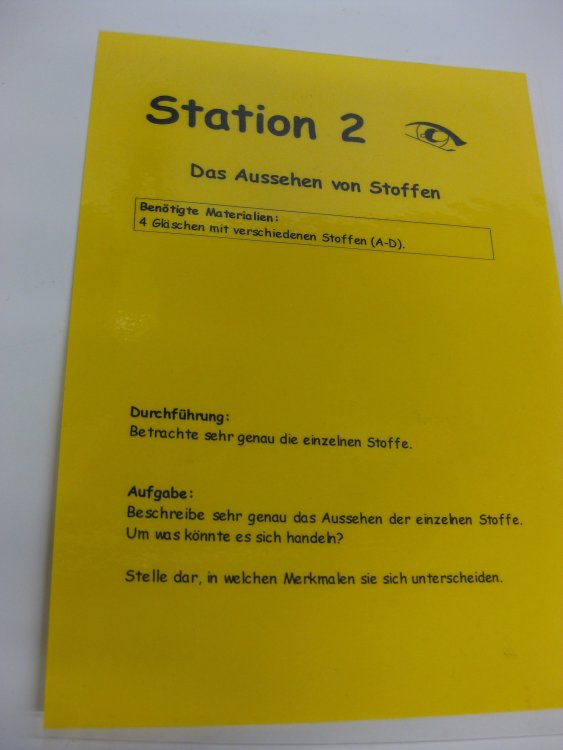 Station 2
Das Aussehen von Stoffen
Benötigte Materialien:
4 Gläschen mit verschiedenen Stoffen (A-D).
Durchführung:
Betrachte sehr genau die einzelnen Stoffe.
Aufgabe:
Beschreibe sehr genau das Aussehen der einzelnen Stoffe.
Um was könnte es sich handeln?
Stelle dar, in welchen Merkmalen sie sich unterscheiden.